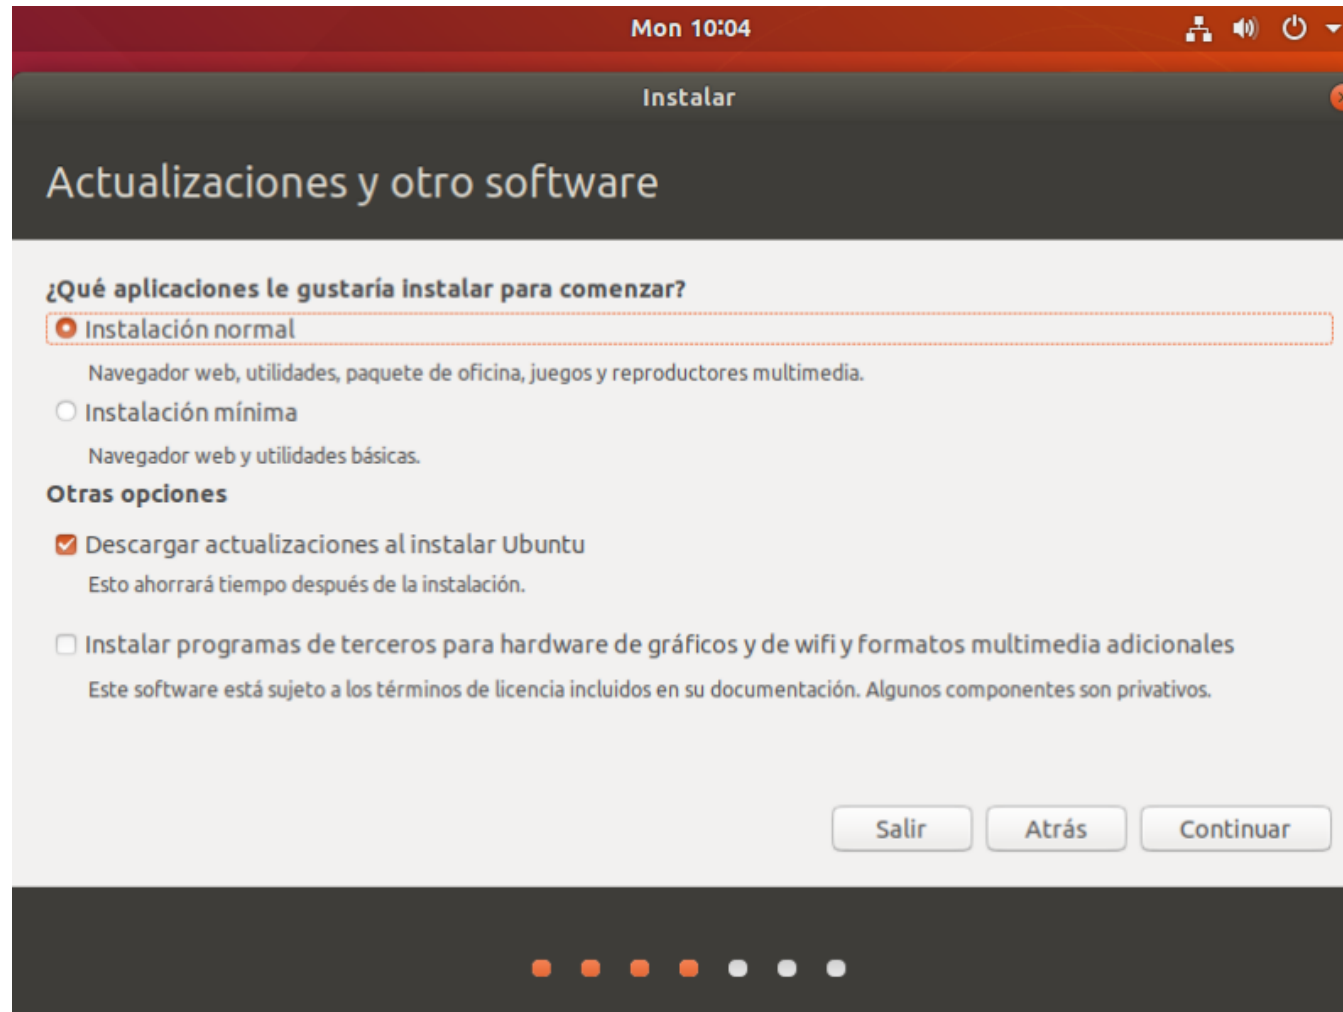 Mon 10:04
Instalar
Actualizaciones y otro software
¿Qué aplicaciones le gustaría instalar para comenzar?
Instalación normal
Navegador web, utilidades, paquete de oficina, juegos y reproductores multimedia.
Instalación mínima
Navegador web y utilidades básicas.
Otras opciones
Descargar actualizaciones al instalar Ubuntu
Esto ahorrará tiempo después de la instalación.
Instalar programas de terceros para hardware de gráficos y de wifi y formatos multimedia adicionales
Este software está sujeto a los términos de licencia incluidos en su documentación. Algunos componentes son privativos.
Salir Atrás Continuar